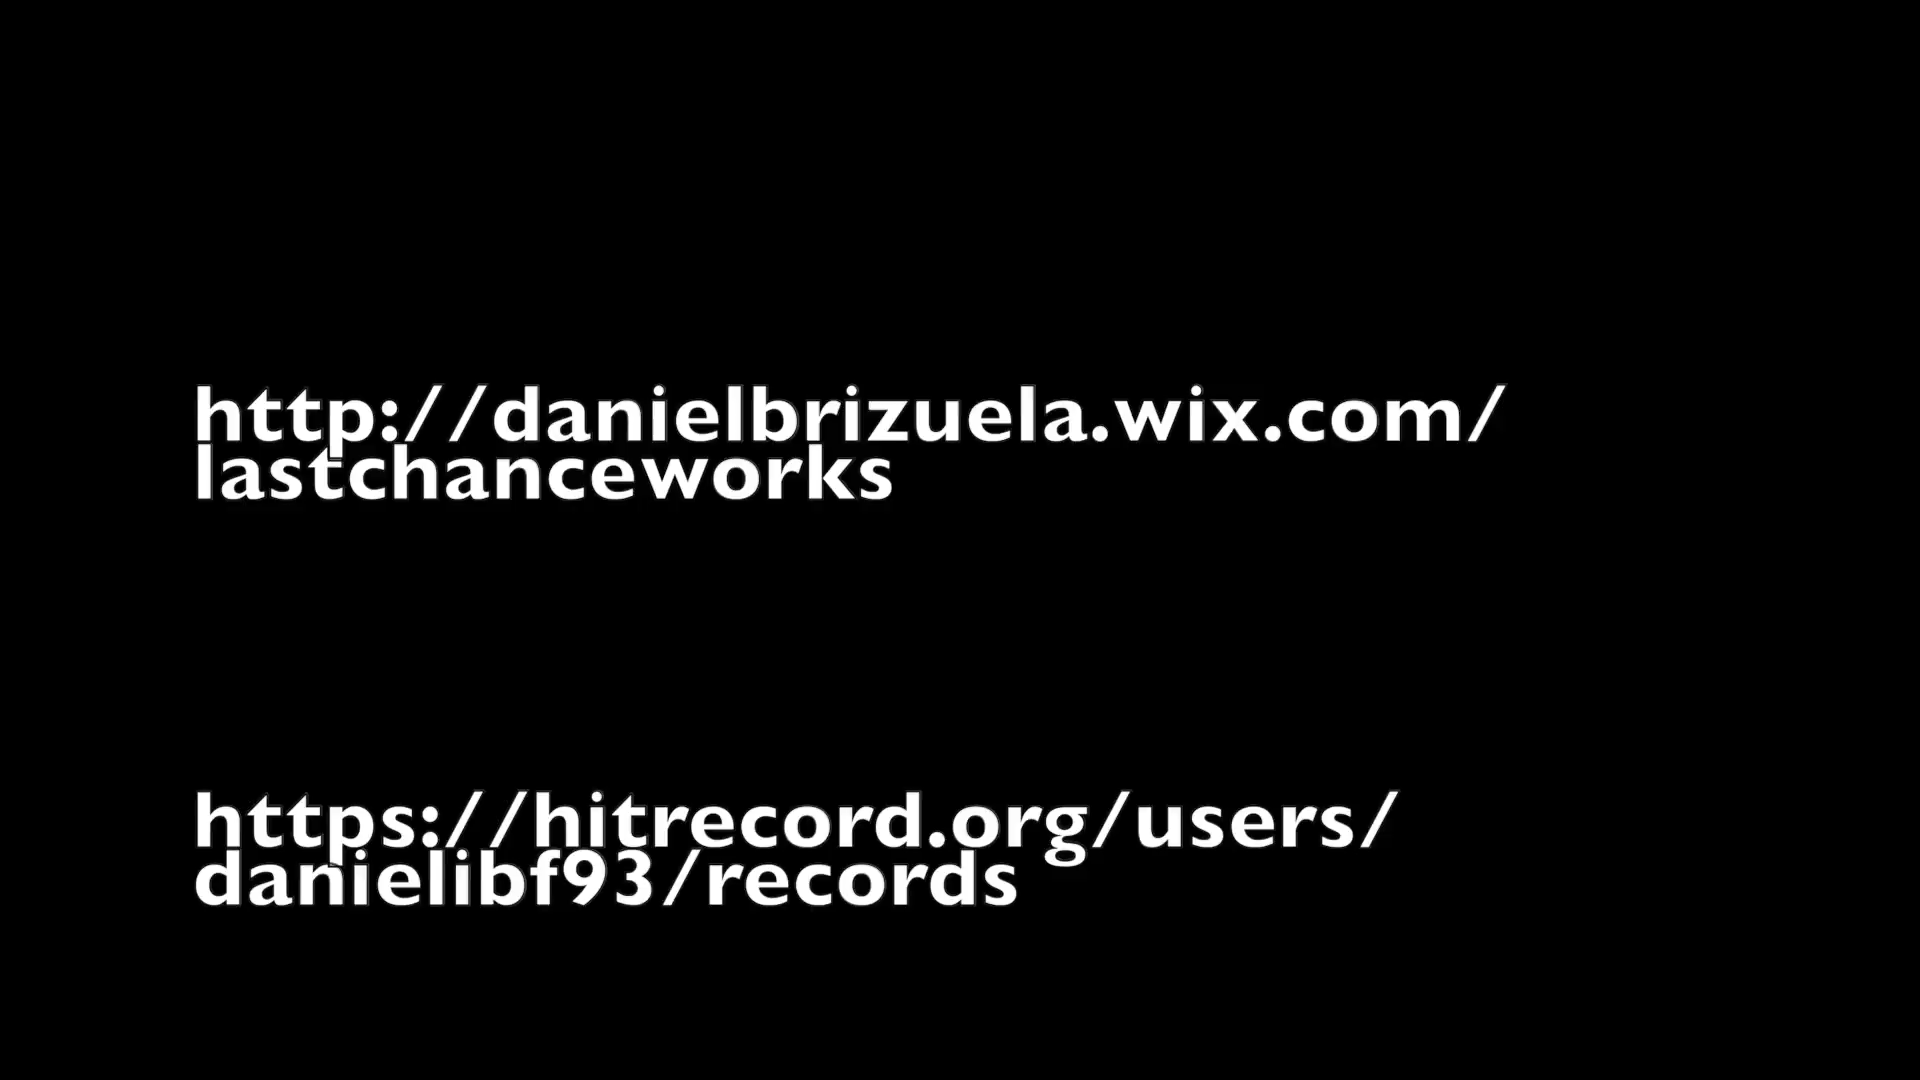 http://danielbrizuela.wix.com/
lastchanceworks
https://hitrecord.org/users/
danielibf93/records